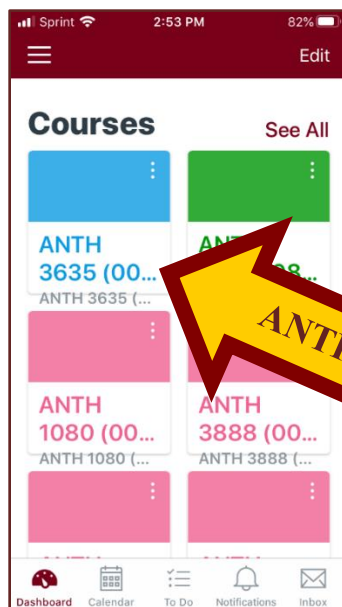 Sprint 2:53 PM 82%
Edit
Courses
See All
ANTH
3635 (00...
ANTH 3635 (...
ANTH
1080 (00...
ANTH 1080 (...
ANTH
3888 (00...
ANTH 3888 (...
ANTH
Dashboard Calendar To Do Notifications Inbox